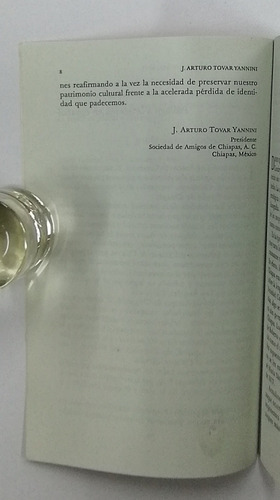 8 J. ARTURO TOVAR YANNINI
nes reafirmando a la vez la necesidad de preservar nuestro
patrimonio cultural frente a la acelerada pérdida de identi-
dad que padecemos.
J. ARTURO TOVAR YANNINI
Presidente
Sociedad de Amigos de Chiapas, A. C.
Chiapas, México